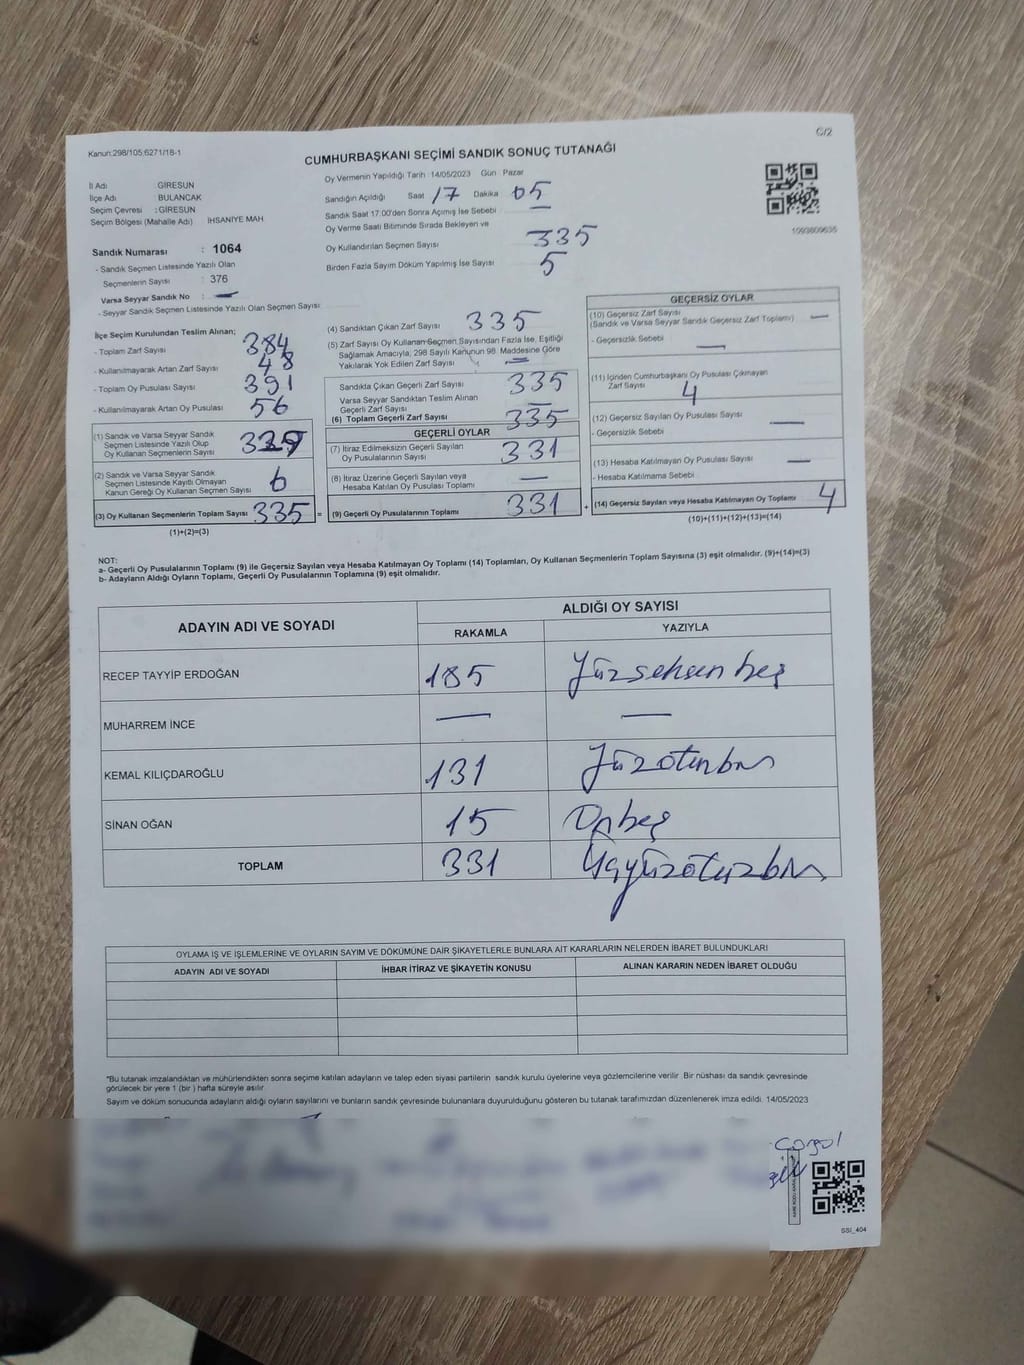 C/2
Kanun:298/105;6271/18-1
CUMHURBAŞKANI SEÇİMİ SANDIK SONUÇ TUTANAĞI
İl Adı GİRESUN
İlçe Adı BULANCAK
Seçim Çevresi : GİRESUN
Seçim Bölgesi (Mahalle Adı) İHSANİYE MAH
Sandık Numarası : 1064
- Sandık Seçmen Listesinde Yazılı Olan
Seçmenlerin Sayısı : 376
Varsa Seyyar Sandık No : —
- Seyyar Sandık Seçmen Listesinde Yazılı Olan Seçmen Sayısı
Oy Vermenin Yapıldığı Tarih : 14/05/2023 Gün Pazar
Sandığın Açıldığı Saat 17 Dakika 05
Sandık Saat 17:00'den Sonra Açımış İse Sebebi —
Oy Verme Saati Bitiminde Sırada Bekleyen ve
Oy Kullandırılan Seçmen Sayısı 335
Birden Fazla Sayım Döküm Yapılmış İse Sayısı 5
1093809635
İlçe Seçim Kurulundan Teslim Alınan;
- Toplam Zarf Sayısı 384
- Kullanılmayarak Artan Zarf Sayısı 48
- Toplam Oy Pusulası Sayısı 391
- Kullanılmayarak Artan Oy Pusulası 56
(1) Sandık ve Varsa Seyyar Sandık
Seçmen Listesinde Yazılı Olup
Oy Kullanan Seçmenlerin Sayısı 329
(2) Sandık ve Varsa Seyyar Sandık
Seçmen Listesinde Kayıtlı Olmayan
Kanun Gereği Oy Kullanan Seçmen Sayısı 6
(3) Oy Kullanan Seçmenlerin Toplam Sayısı 335 =
(1)+(2)=(3)
(4) Sandıktan Çıkan Zarf Sayısı 335
(5) Zarf Sayısı Oy Kullanan Seçmen Sayısından Fazla İse, Eşitliği
Sağlamak Amacıyla, 298 Sayılı Kanunun 98. Maddesine Göre
Yakılarak Yok Edilen Zarf Sayısı —
Sandıkta Çıkan Geçerli Zarf Sayısı 335
Varsa Seyyar Sandıktan Teslim Alınan
Geçerli Zarf Sayısı —
(6) Toplam Geçerli Zarf Sayısı 335
GEÇERLİ OYLAR
(7) İtiraz Edilmeksizin Geçerli Sayılan
Oy Pusulalarının Sayısı 331
(8) İtiraz Üzerine Geçerli Sayılan veya
Hesaba Katılan Oy Pusulası Toplamı —
(9) Geçerli Oy Pusulalarının Toplamı 331 +
GEÇERSİZ OYLAR
(10) Geçersiz Zarf Sayısı
(Sandık ve Varsa Seyyar Sandık Geçersiz Zarf Toplamı) —
- Geçersizlik Sebebi —
(11) İçinden Cumhurbaşkanı Oy Pusulası Çıkmayan
Zarf Sayısı 4
(12) Geçersiz Sayılan Oy Pusulası Sayısı —
- Geçersizlik Sebebi
(13) Hesaba Katılmayan Oy Pusulası Sayısı —
- Hesaba Katılmama Sebebi
(14) Geçersiz Sayılan veya Hesaba Katılmayan Oy Toplamı 4
(10)+(11)+(12)+(13)=(14)
NOT:
a- Geçerli Oy Pusulalarının Toplamı (9) ile Geçersiz Sayılan veya Hesaba Katılmayan Oy Toplamı (14) Toplamları, Oy Kullanan Seçmenlerin Toplam Sayısına (3) eşit olmalıdır. (9)+(14)=(3)
b- Adayların Aldığı Oyların Toplamı, Geçerli Oy Pusulalarının Toplamına (9) eşit olmalıdır.
ADAYIN ADI VE SOYADI ALDIĞI OY SAYISI
RAKAMLA YAZIYLA
RECEP TAYYİP ERDOĞAN 185 Yüzseksenbeş
MUHARREM İNCE — —
KEMAL KILIÇDAROĞLU 131 Yüzotuzbir
SİNAN OĞAN 15 Onbeş
TOPLAM 331 Üçyüzotuzbir
OYLAMA İŞ VE İŞLEMLERİNE VE OYLARIN SAYIM VE DÖKÜMÜNE DAİR ŞİKAYETLERLE BUNLARA AİT KARARLARIN NELERDEN İBARET BULUNDUKLARI
ADAYIN ADI VE SOYADI İHBAR İTİRAZ VE ŞİKAYETİN KONUSU ALINAN KARARIN NEDEN İBARET OLDUĞU
*Bu tutanak imzalandıktan ve mühürlendikten sonra seçime katılan adayların ve talep eden siyasi partilerin sandık kurulu üyelerine veya gözlemcilerine verilir. Bir nüshası da sandık çevresinde
görülecek bir yere 1 (bir) hafta süreyle asılır.
Sayım ve döküm sonucunda adayların aldığı oyların sayılarını ve bunların sandık çevresinde bulunanlara duyurulduğunu gösteren bu tutanak tarafımızdan düzenlenerek imza edildi. 14/05/2023
SSI_404